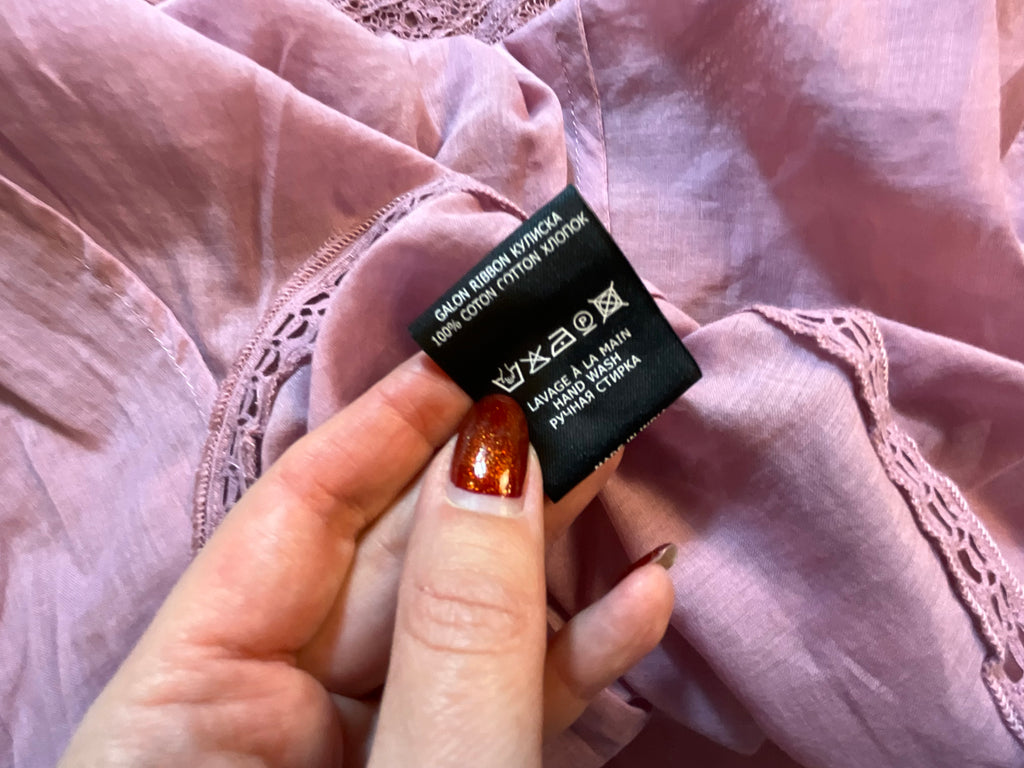 GALON RIBBON КУЛИСКА
100% COTON COTTON ХЛОПОК
LAVAGE À LA MAIN
HAND WASH
РУЧНАЯ СТИРКА